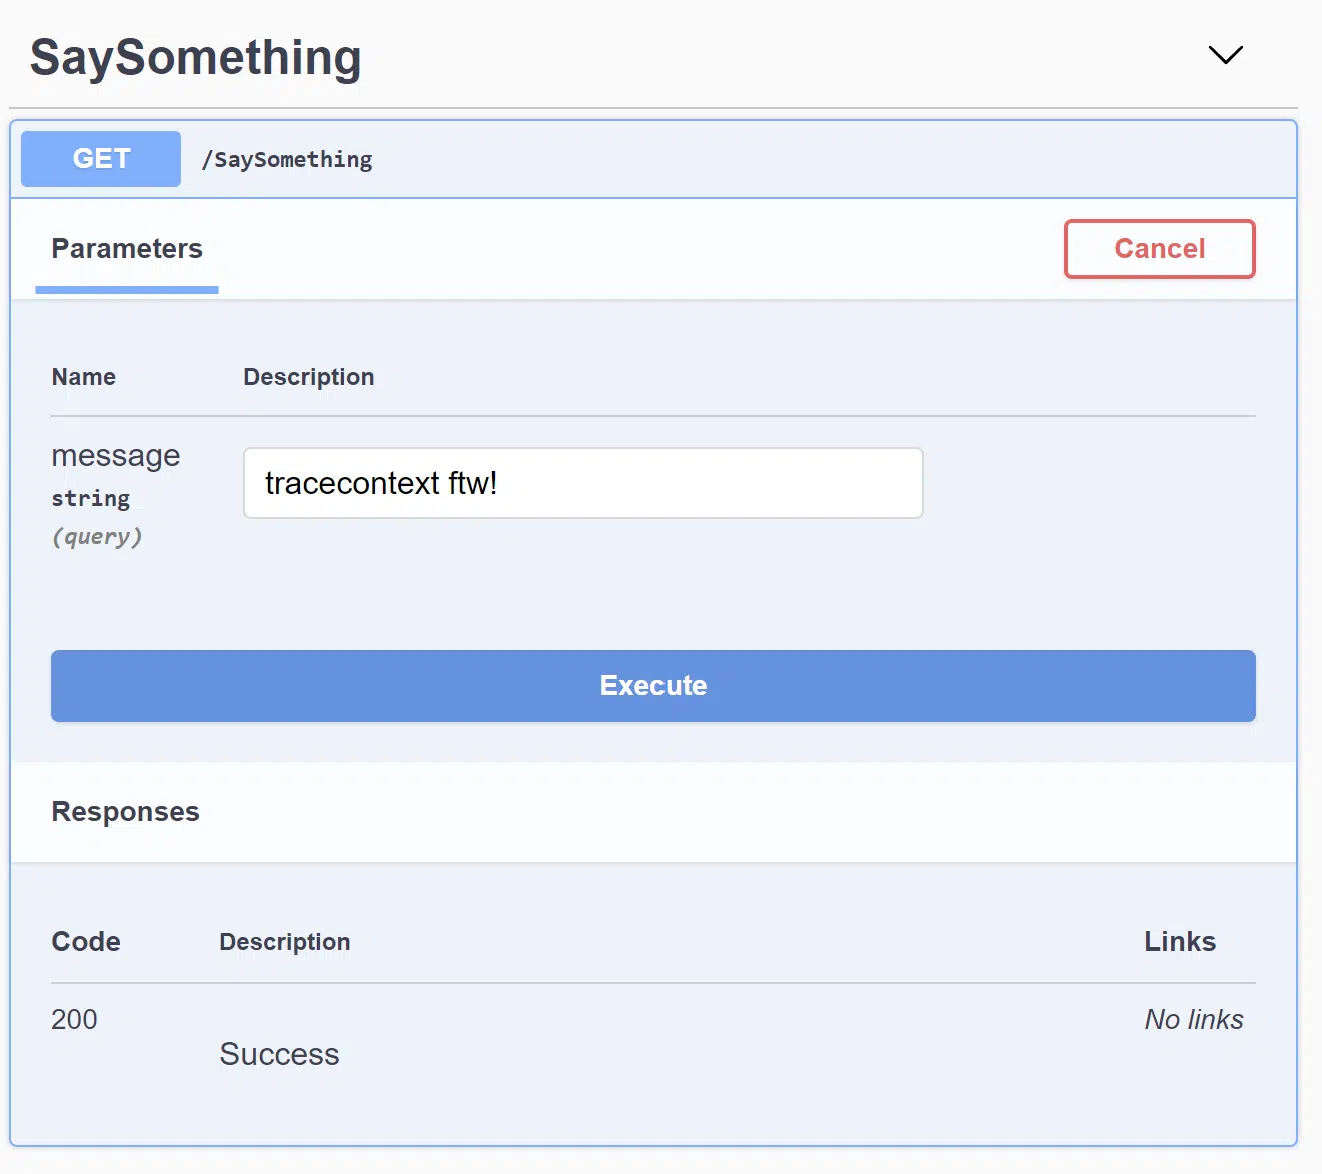 SaySomething
GET /SaySomething
Parameters Cancel
Name Description
message
string
(query)
tracecontext ftw!
Execute
Responses
Code Description Links
200 No links
Success